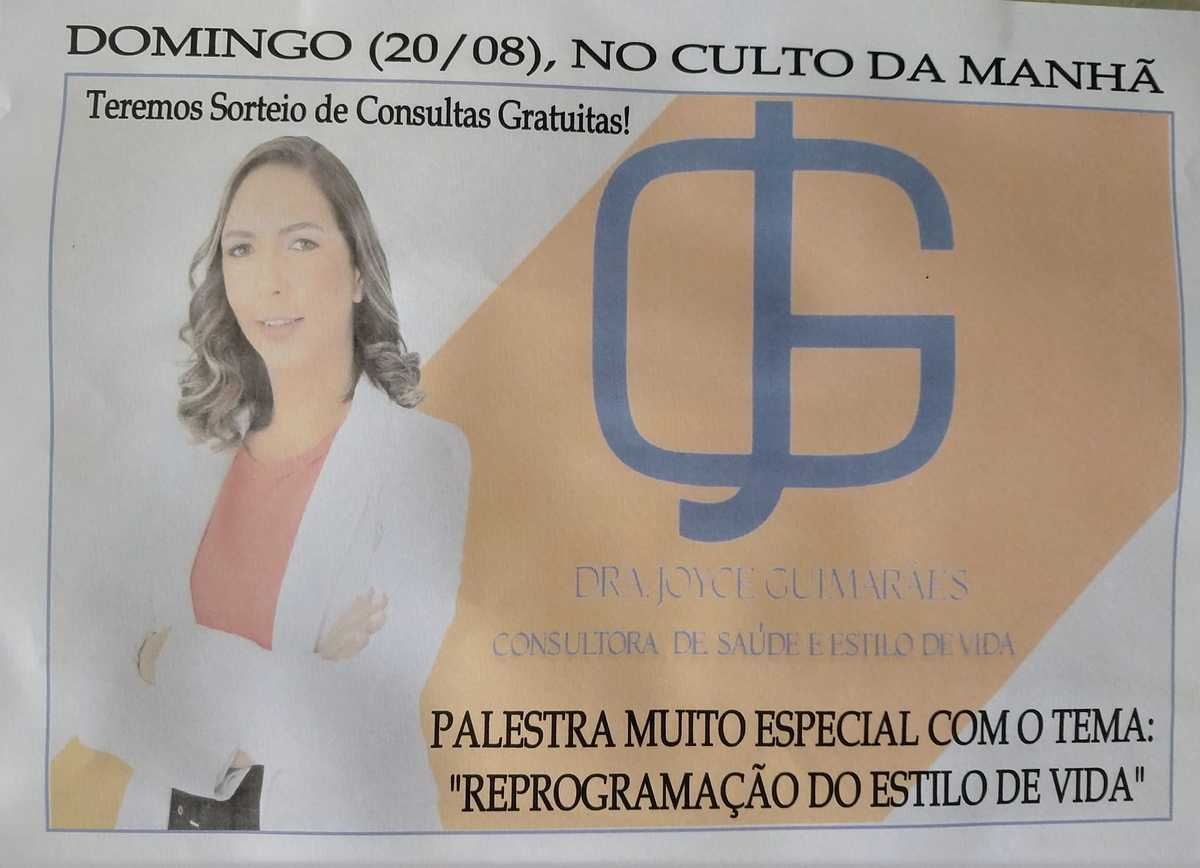 DOMINGO (20/08), NO CULTO DA MANHÃ
Teremos Sorteio de Consultas Gratuitas!
JG
DRA. JOYCE GUIMARÃES
CONSULTORA DE SAÚDE E ESTILO DE VIDA
PALESTRA MUITO ESPECIAL COM O TEMA:
"REPROGRAMAÇÃO DO ESTILO DE VIDA"